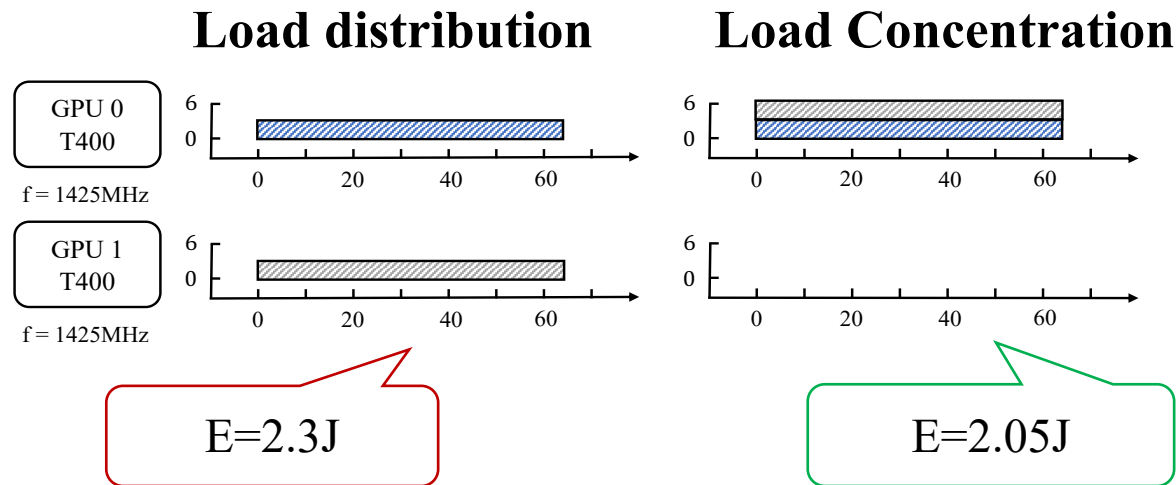 Load distribution
Load Concentration
GPU 0
T400
f = 1425MHz
6
0
0 20 40 60
6
0
0 20 40 60
GPU 1
T400
f = 1425MHz
6
0
0 20 40 60
6
0
0 20 40 60
E=2.3J
E=2.05J